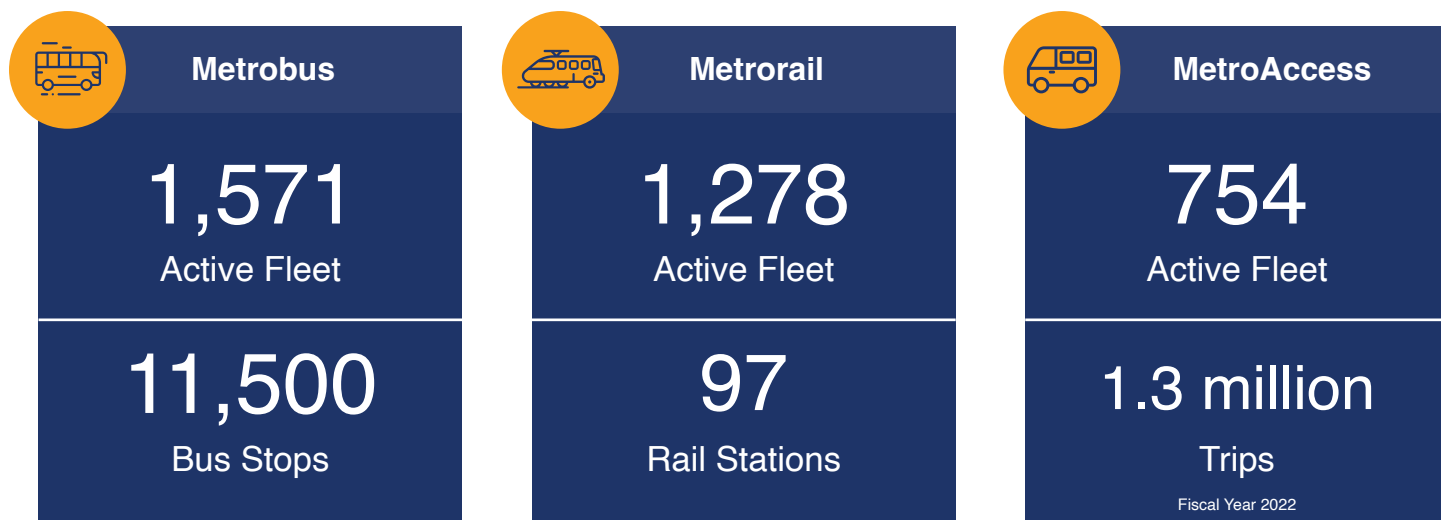 Metrobus
1,571
Active Fleet
11,500
Bus Stops
Metrorail
1,278
Active Fleet
97
Rail Stations
MetroAccess
754
Active Fleet
1.3 million
Trips
Fiscal Year 2022